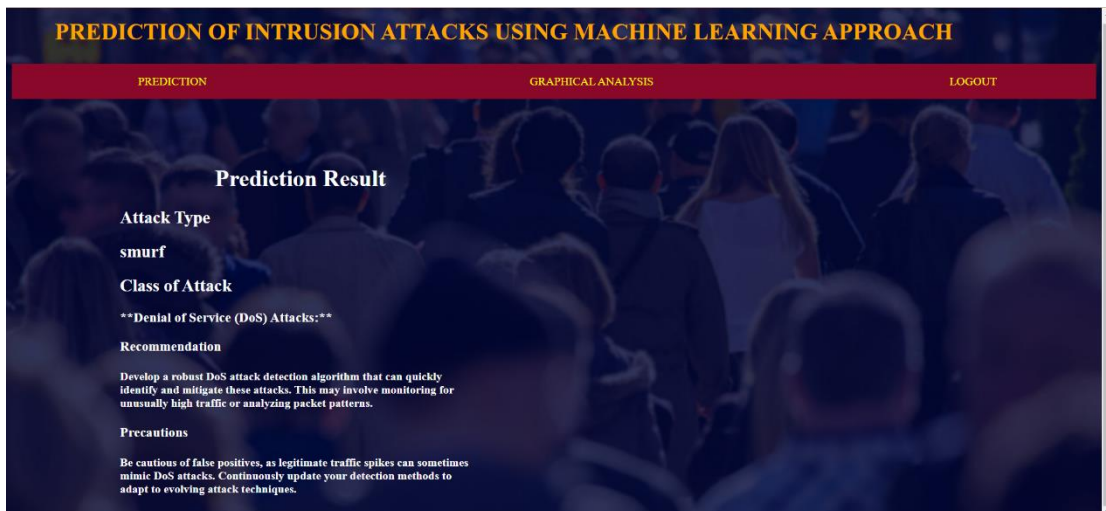 PREDICTION OF INTRUSION ATTACKS USING MACHINE LEARNING APPROACH
PREDICTION GRAPHICAL ANALYSIS LOGOUT
Prediction Result
Attack Type
smurf
Class of Attack
**Denial of Service (DoS) Attacks:**
Recommendation
Develop a robust DoS attack detection algorithm that can quickly
identify and mitigate these attacks. This may involve monitoring for
unusually high traffic or analyzing packet patterns.
Precautions
Be cautious of false positives, as legitimate traffic spikes can sometimes
mimic DoS attacks. Continuously update your detection methods to
adapt to evolving attack techniques.